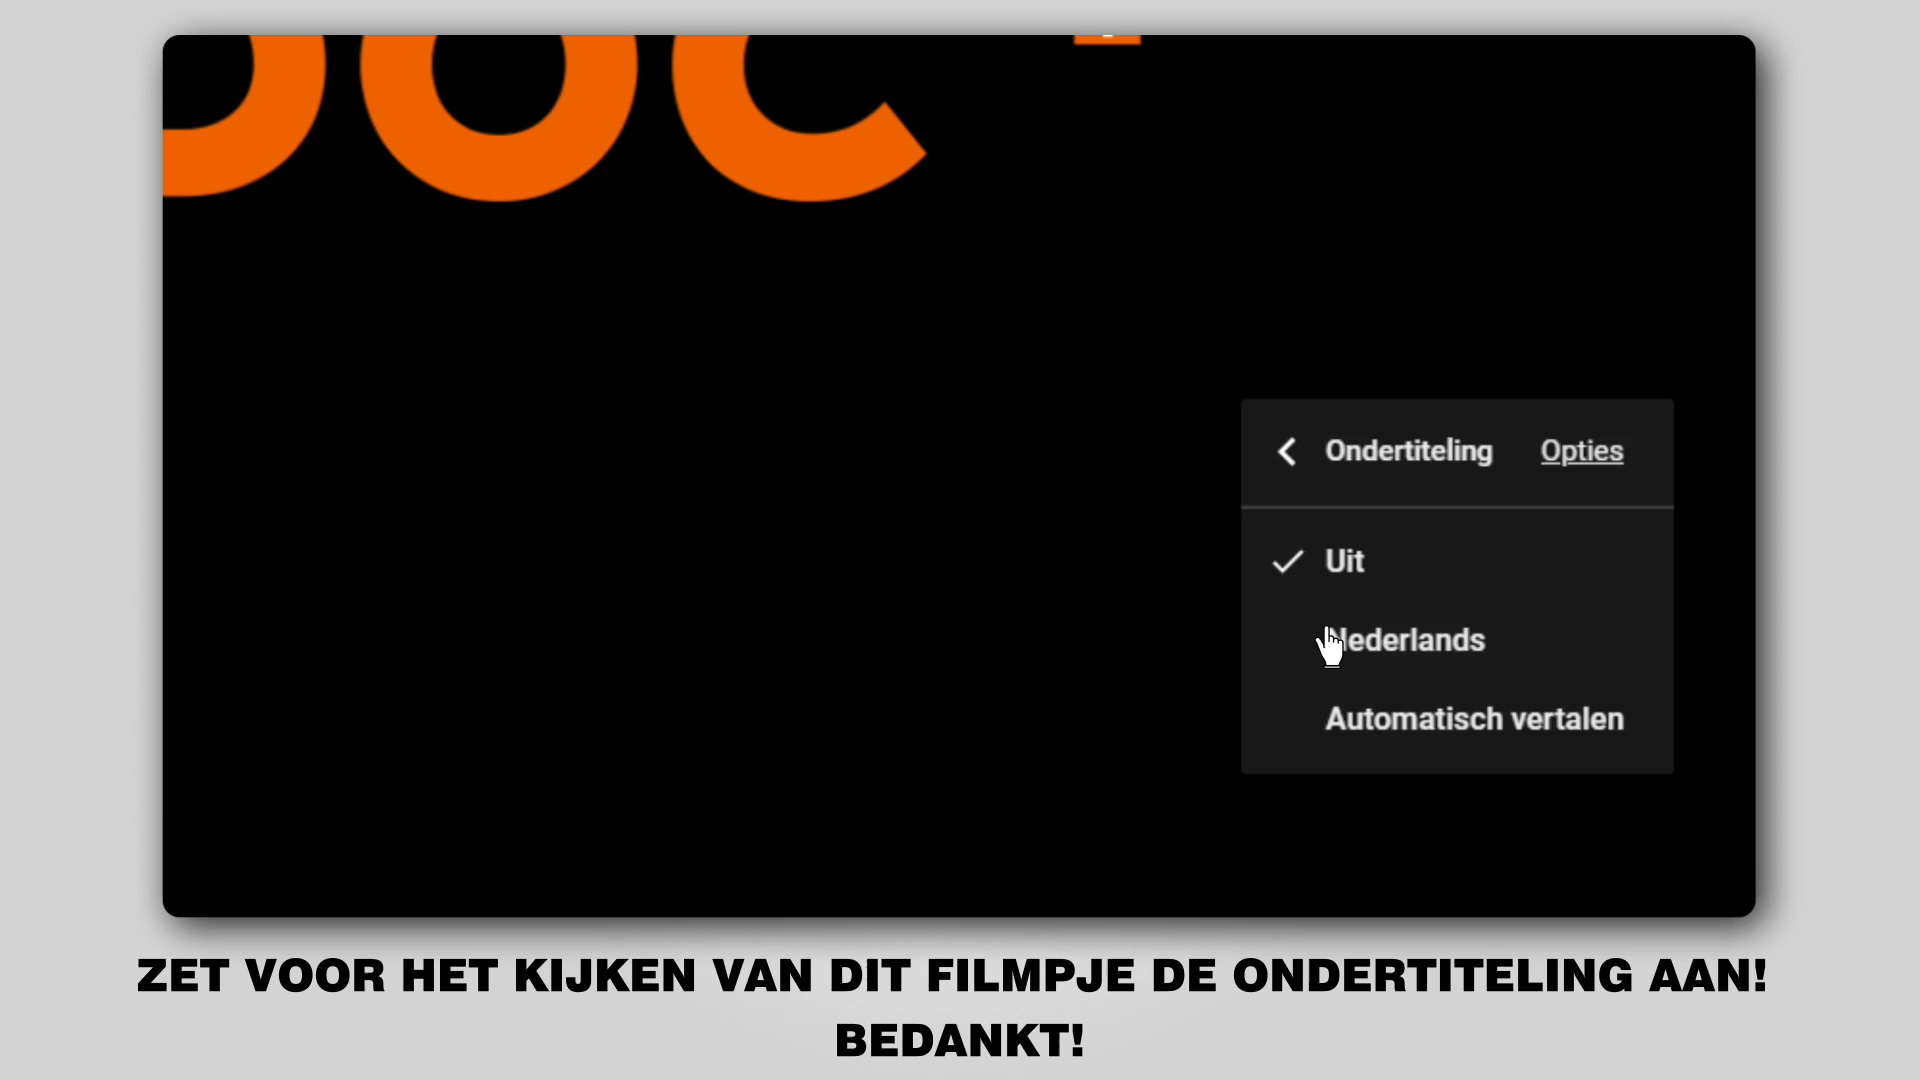 Ondertiteling Opties
Uit
Nederlands
Automatisch vertalen
ZET VOOR HET KIJKEN VAN DIT FILMPJE DE ONDERTITELING AAN!
BEDANKT!